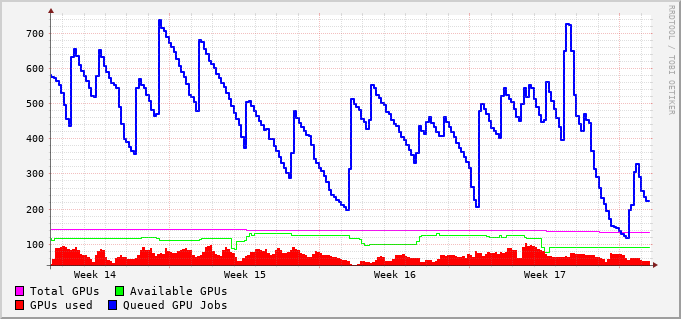 RRDTOOL / TOBI OETIKER
700
600
500
400
300
200
100
Week 14 Week 15 Week 16 Week 17
Total GPUs Available GPUs
GPUs used Queued GPU Jobs